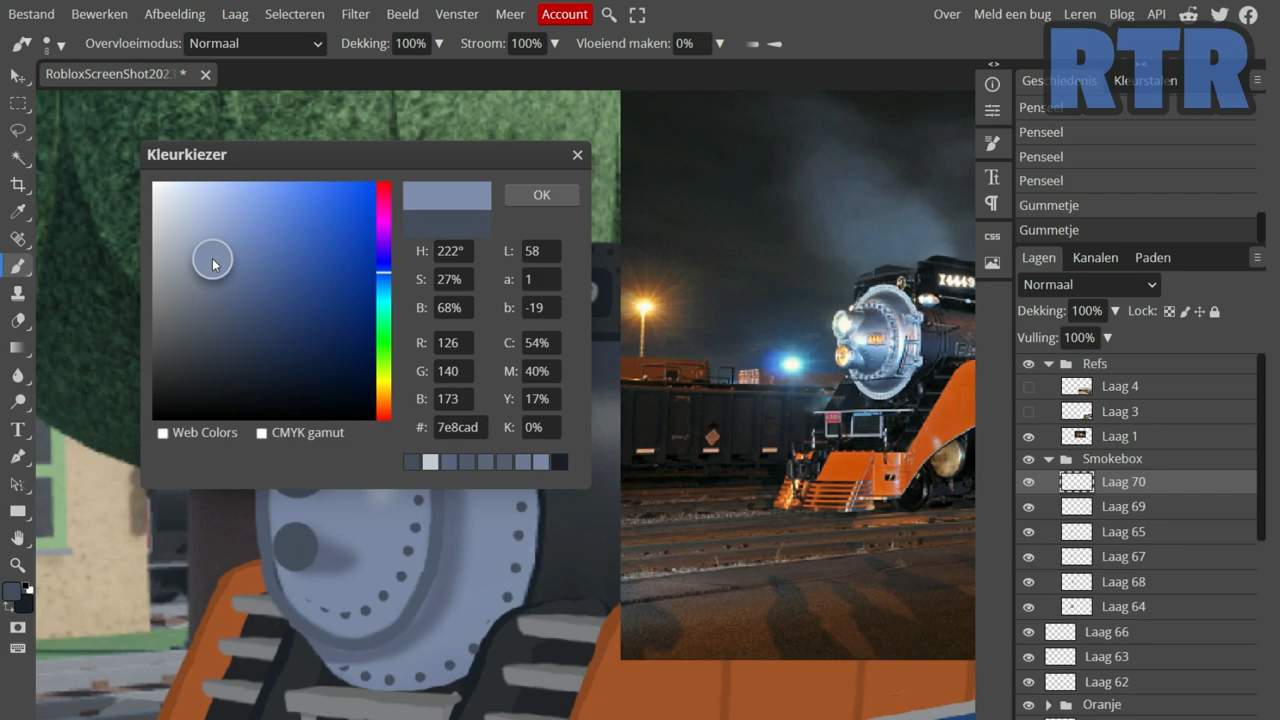 Bestand Bewerken Afbeelding Laag Selecteren Filter Beeld Venster Meer Account Over Meld een bug Leren Blog API
Overvloeimodus: Normaal Dekking: 100% Stroom: 100% Vloeiend maken: 0%
RTR
RobloxScreenShot2023 *
Geschiedenis Kleurstalen
Penseel
Penseel
Penseel
Penseel
Gummetje
Gummetje
Kleurkiezer
OK
H: 222° L: 58
S: 27% a: 1
B: 68% b: -19
R: 126 C: 54%
G: 140 M: 40%
B: 173 Y: 17%
#: 7e8cad K: 0%
Web Colors CMYK gamut
CSS
Lagen Kanalen Paden
Normaal
Dekking: 100% Lock:
Vulling: 100%
Refs
Laag 4
Laag 3
Laag 1
Smokebox
Laag 70
Laag 69
Laag 65
Laag 67
Laag 68
Laag 64
Laag 66
Laag 63
Laag 62
Oranje